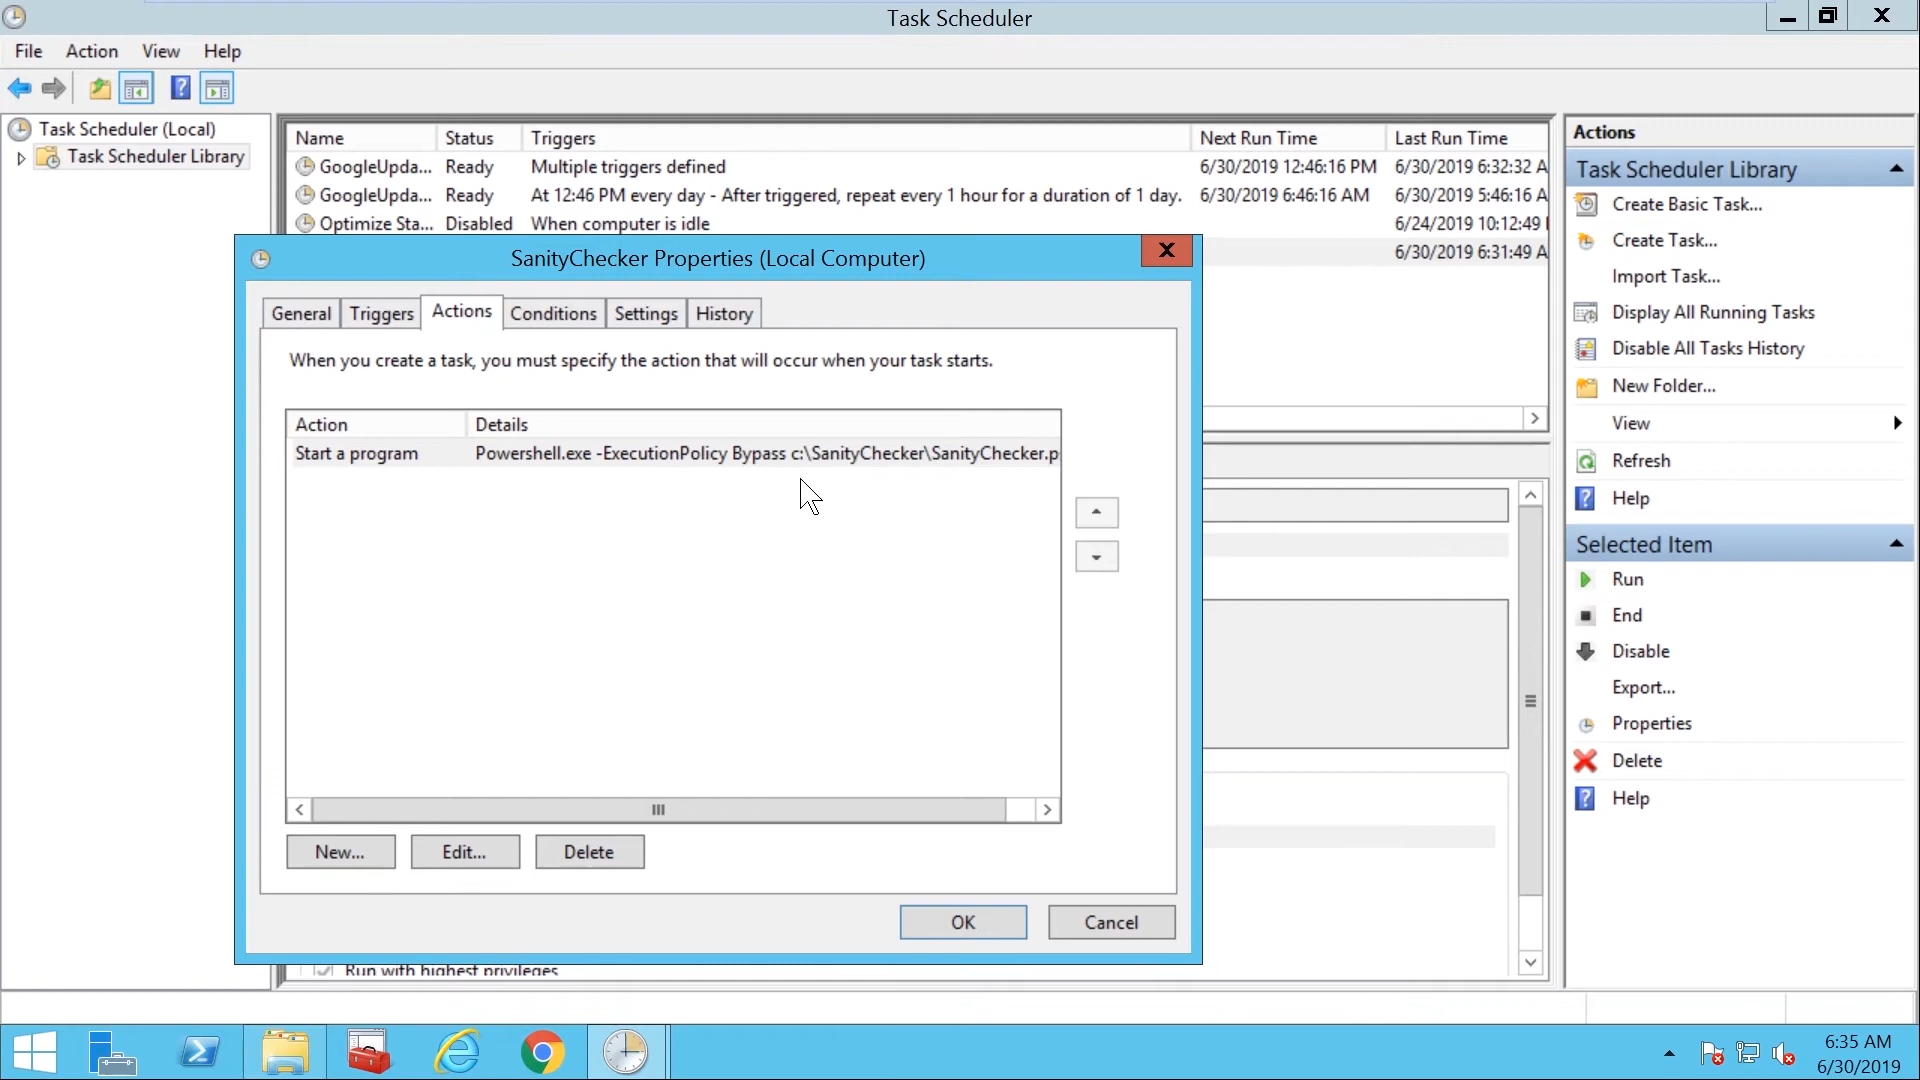 Task Scheduler
File Action View Help
Task Scheduler (Local)
Task Scheduler Library
Name Status Triggers Next Run Time Last Run Time
GoogleUpda... Ready Multiple triggers defined 6/30/2019 12:46:16 PM 6/30/2019 6:32:32 A
GoogleUpda... Ready At 12:46 PM every day - After triggered, repeat every 1 hour for a duration of 1 day. 6/30/2019 6:46:16 AM 6/30/2019 5:46:16 A
Optimize Sta... Disabled When computer is idle 6/24/2019 10:12:49
6/30/2019 6:31:49 A
SanityChecker Properties (Local Computer)
General Triggers Actions Conditions Settings History
When you create a task, you must specify the action that will occur when your task starts.
Action Details
Start a program Powershell.exe -ExecutionPolicy Bypass c:\SanityChecker\SanityChecker.p
New... Edit... Delete
OK Cancel
Run with highest privileges
Actions
Task Scheduler Library
Create Basic Task...
Create Task...
Import Task...
Display All Running Tasks
Disable All Tasks History
New Folder...
View
Refresh
Help
Selected Item
Run
End
Disable
Export...
Properties
Delete
Help
6:35 AM
6/30/2019